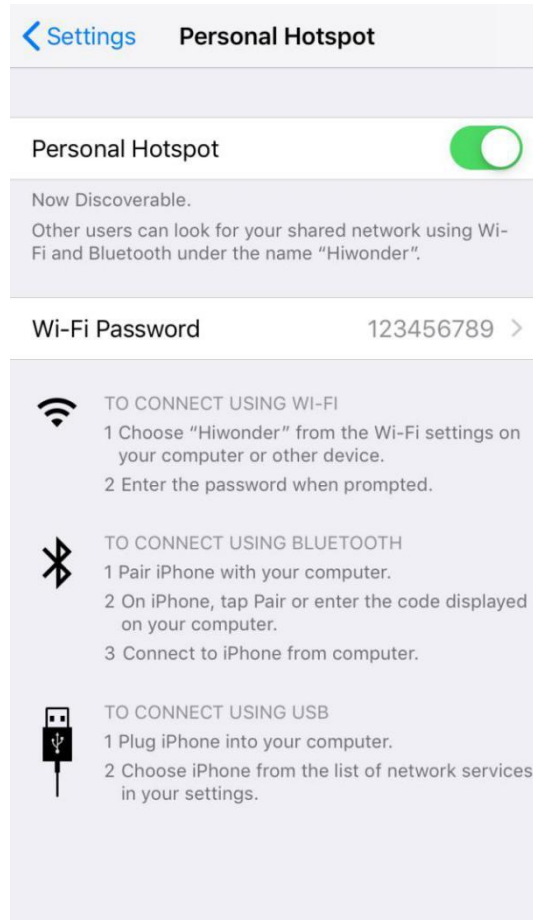 Settings Personal Hotspot
Personal Hotspot
Now Discoverable.
Other users can look for your shared network using Wi-
Fi and Bluetooth under the name “Hiwonder”.
Wi-Fi Password 123456789
TO CONNECT USING WI-FI
1 Choose “Hiwonder” from the Wi-Fi settings on
your computer or other device.
2 Enter the password when prompted.
TO CONNECT USING BLUETOOTH
1 Pair iPhone with your computer.
2 On iPhone, tap Pair or enter the code displayed
on your computer.
3 Connect to iPhone from computer.
TO CONNECT USING USB
1 Plug iPhone into your computer.
2 Choose iPhone from the list of network services
in your settings.